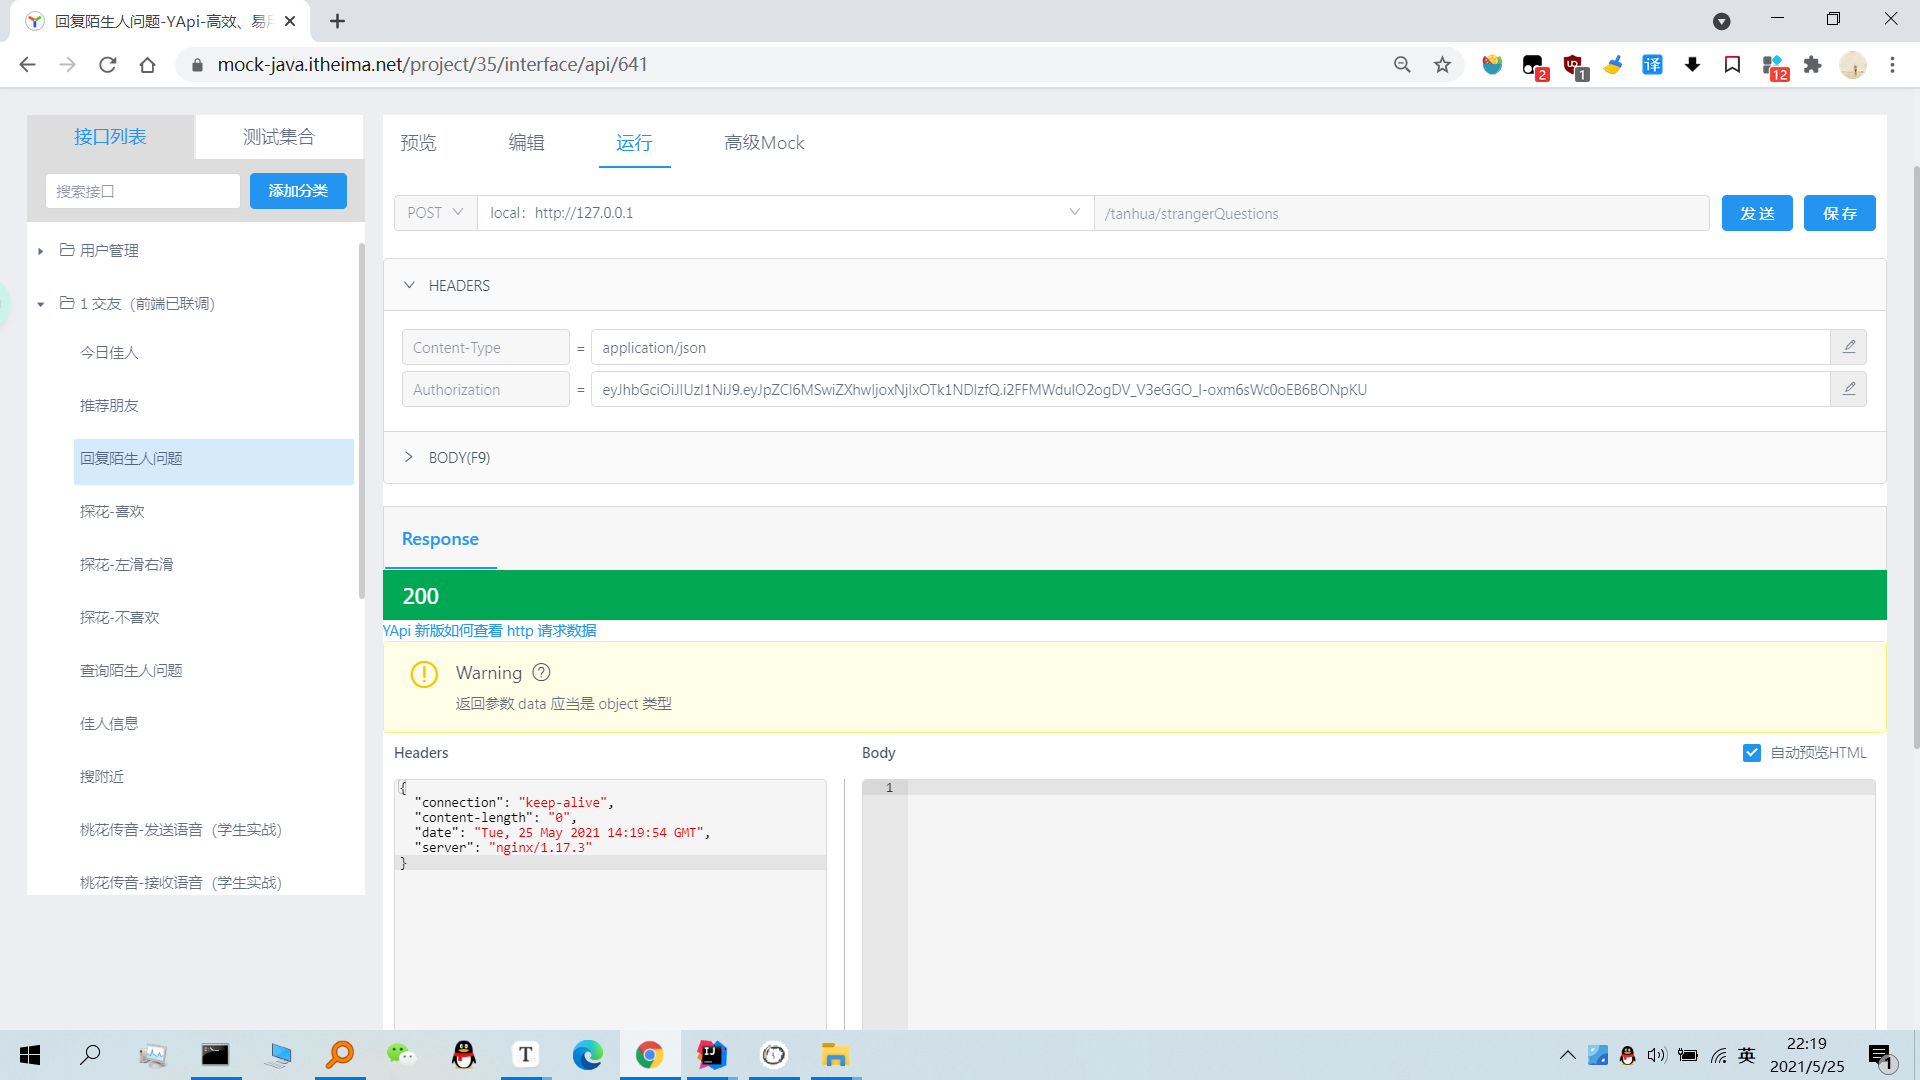 回复陌生人问题-YApi-高效、易
mock-java.itheima.net/project/35/interface/api/641
2
1
译
12
接口列表
测试集合
搜索接口
添加分类
用户管理
1 交友（前端已联调）
今日佳人
推荐朋友
回复陌生人问题
探花-喜欢
探花-左滑右滑
探花-不喜欢
查询陌生人问题
佳人信息
搜附近
桃花传音-发送语音（学生实战）
桃花传音-接收语音（学生实战）
预览
编辑
运行
高级Mock
POST
local：http://127.0.0.1
/tanhua/strangerQuestions
发 送
保 存
HEADERS
Content-Type
=
application/json
Authorization
=
BODY(F9)
Response
200
YApi 新版如何查看 http 请求数据
Warning
返回参数 data 应当是 object 类型
Headers
Body
自动预览HTML
{
"connection": "keep-alive",
"content-length": "0",
"date": "Tue, 25 May 2021 14:19:54 GMT",
"server": "nginx/1.17.3"
}
1
T
IJ
英
22:19
2021/5/25
1